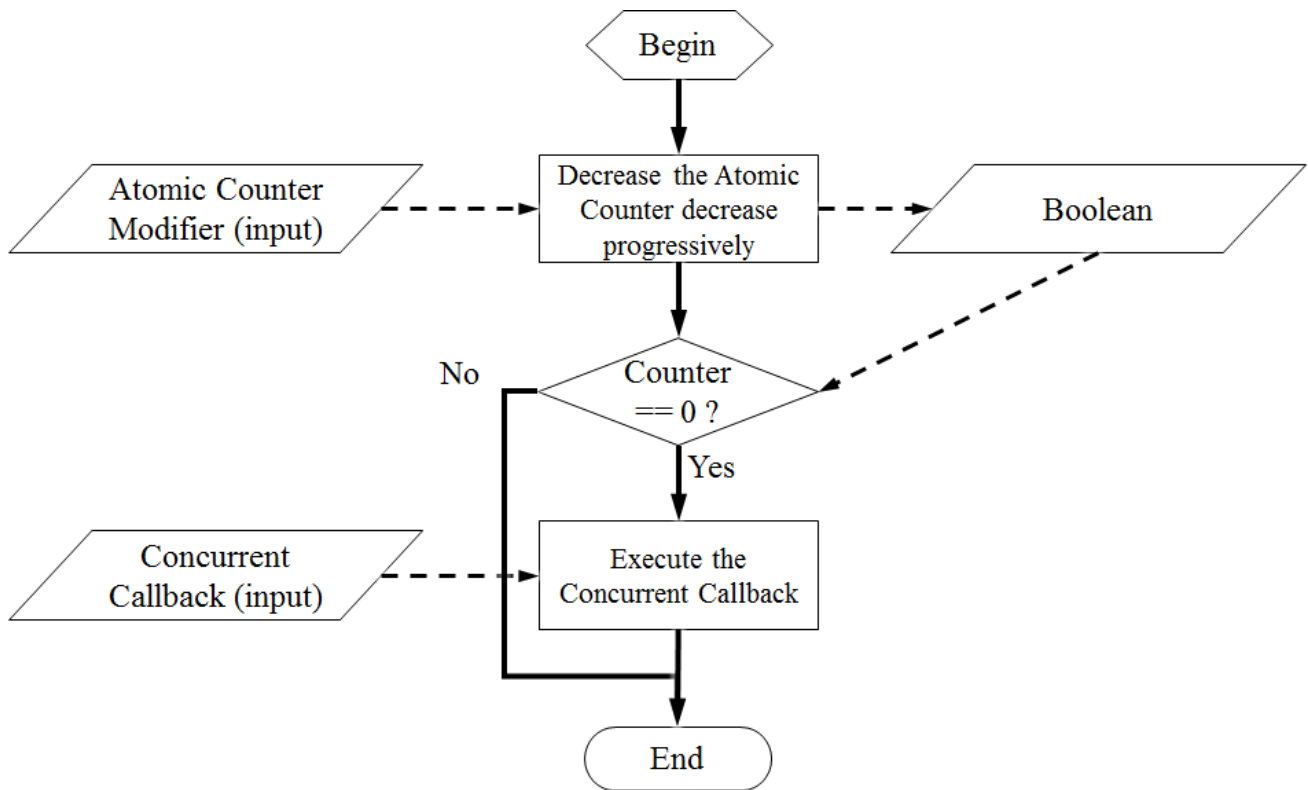 Begin
Atomic Counter
Modifier (input)
Decrease the Atomic
Counter decrease
progressively
Boolean
No
Counter
== 0 ?
Yes
Concurrent
Callback (input)
Execute the
Concurrent Callback
End